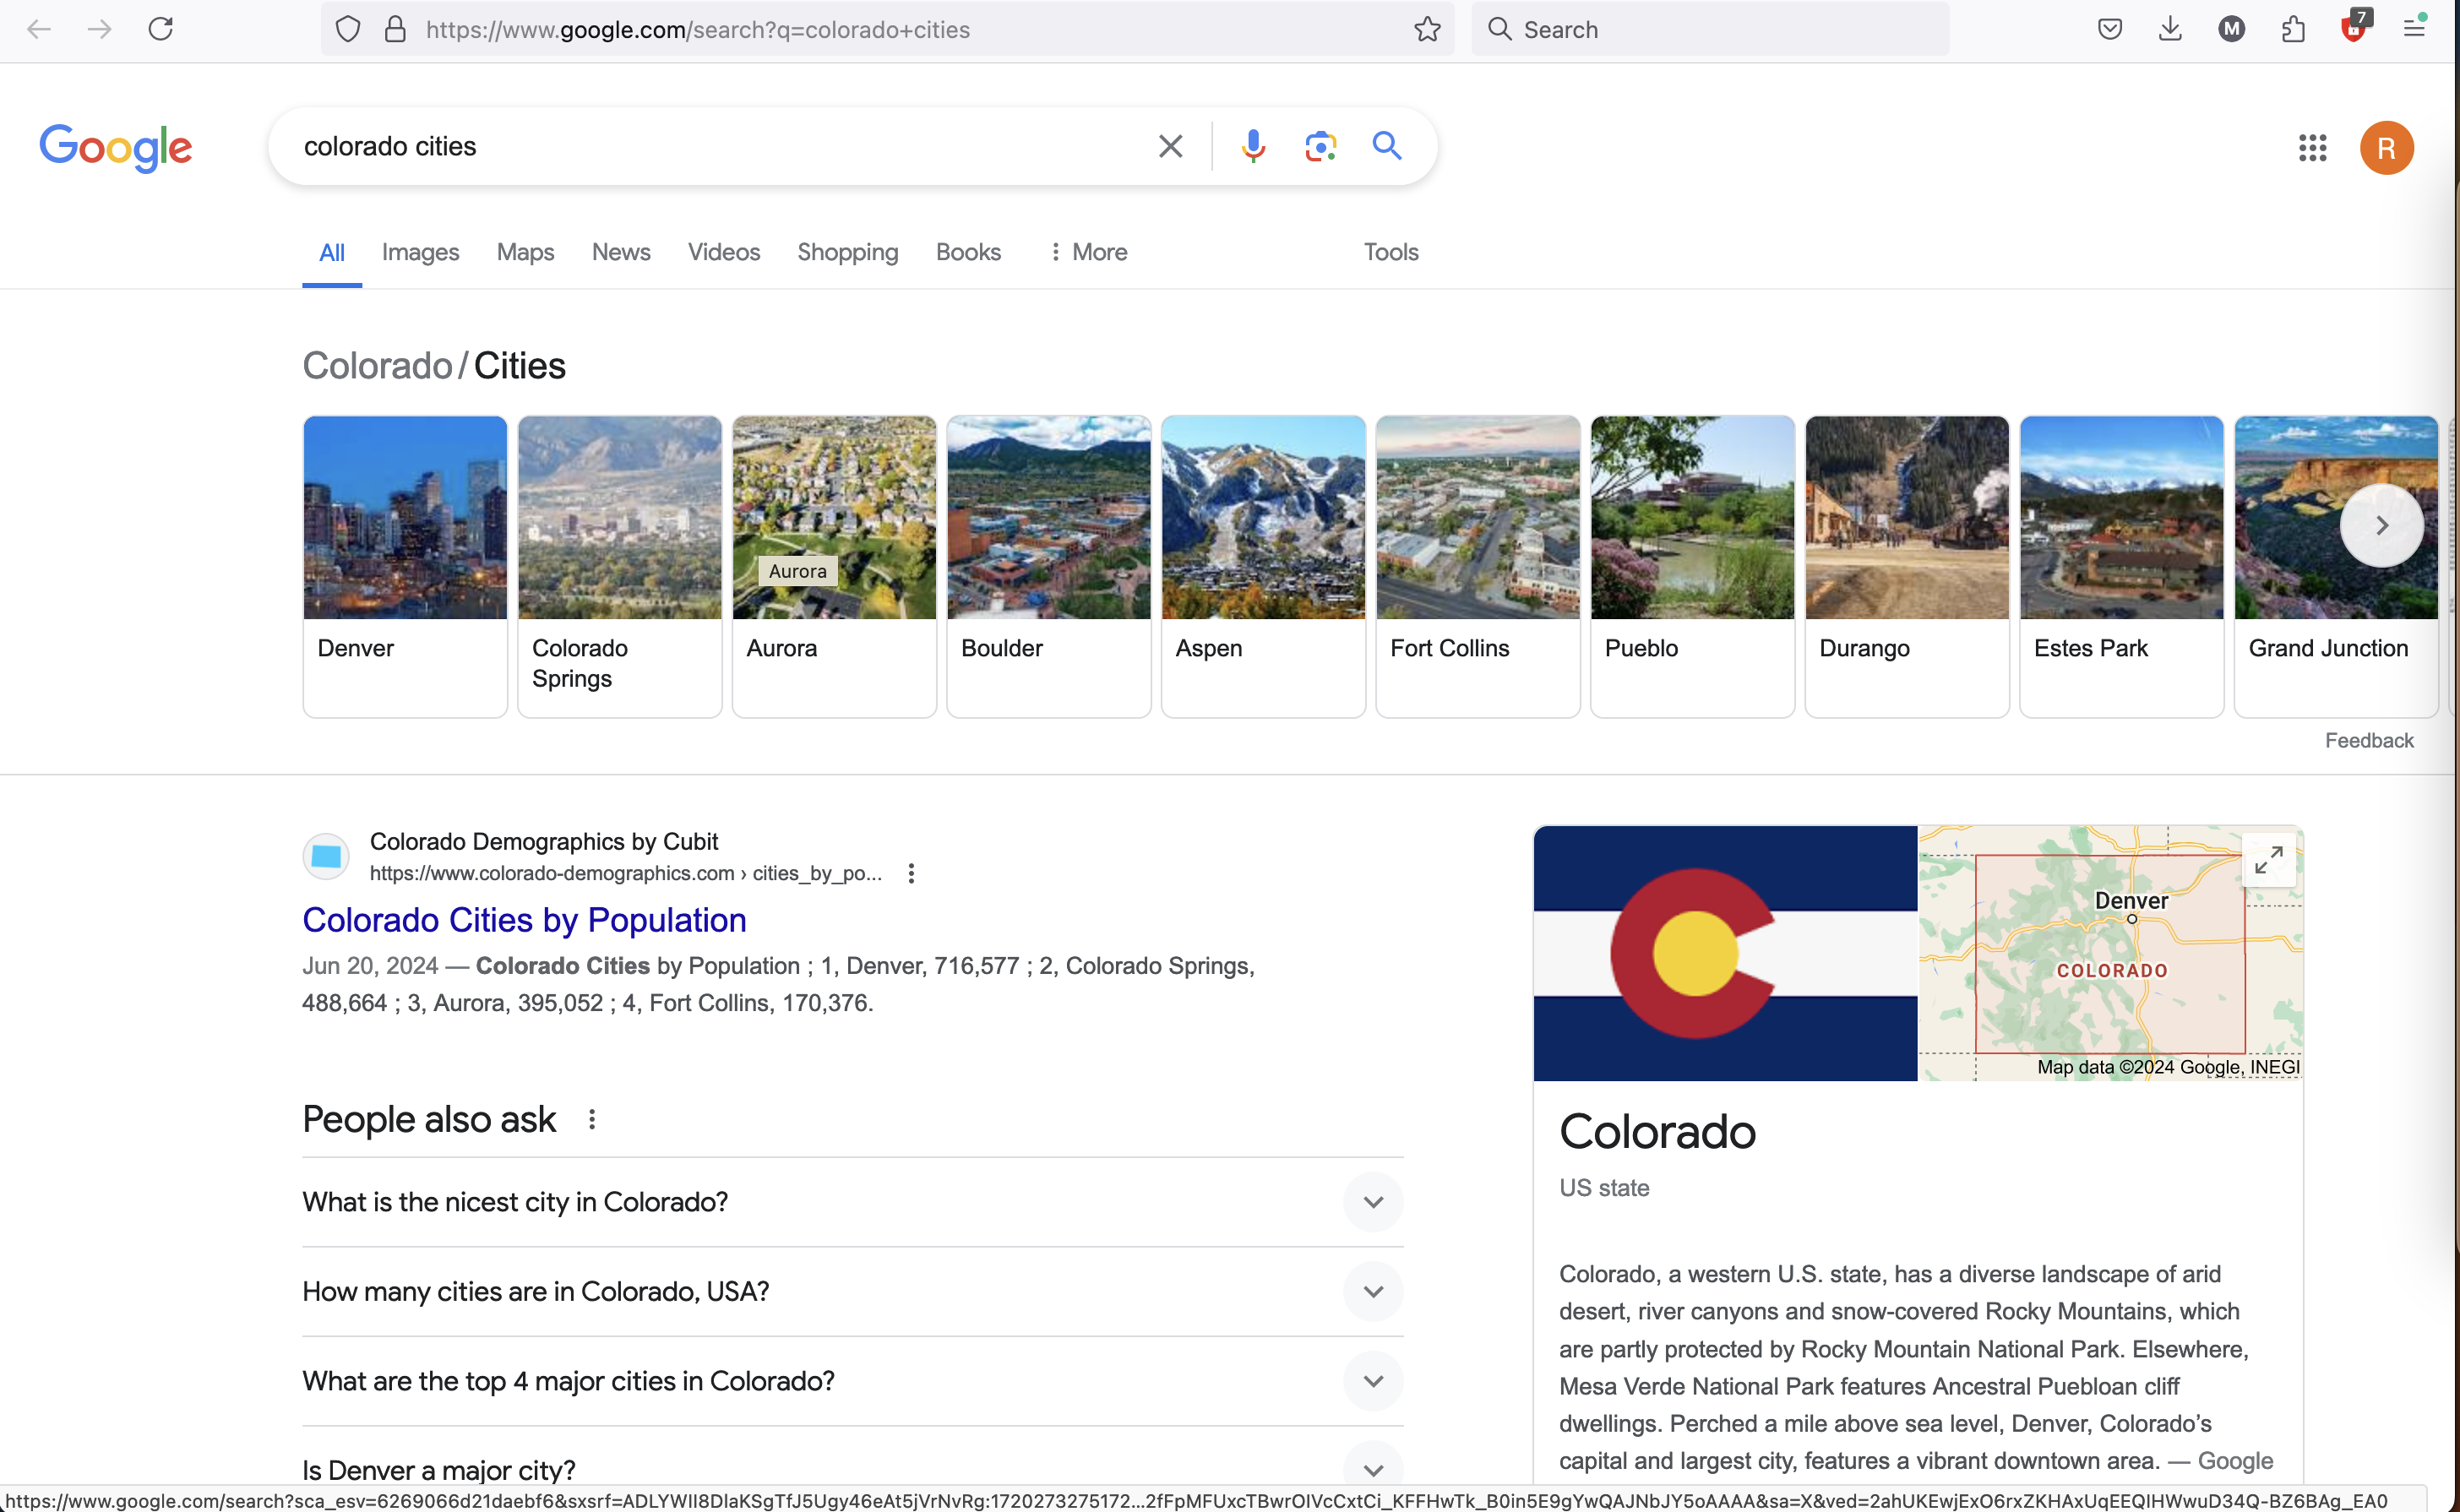 https://www.google.com/search?q=colorado+cities
Search
M
7
Google
colorado cities
R
All
Images
Maps
News
Videos
Shopping
Books
More
Tools
Colorado / Cities
Aurora
Denver
Colorado Springs
Aurora
Boulder
Aspen
Fort Collins
Pueblo
Durango
Estes Park
Grand Junction
Feedback
Colorado Demographics by Cubit
https://www.colorado-demographics.com › cities_by_po...
Colorado Cities by Population
Jun 20, 2024 — Colorado Cities by Population ; 1, Denver, 716,577 ; 2, Colorado Springs,
488,664 ; 3, Aurora, 395,052 ; 4, Fort Collins, 170,376.
People also ask
What is the nicest city in Colorado?
How many cities are in Colorado, USA?
What are the top 4 major cities in Colorado?
Is Denver a major city?
Denver
COLORADO
Map data ©2024 Google, INEGI
Colorado
US state
Colorado, a western U.S. state, has a diverse landscape of arid
desert, river canyons and snow-covered Rocky Mountains, which
are partly protected by Rocky Mountain National Park. Elsewhere,
Mesa Verde National Park features Ancestral Puebloan cliff
dwellings. Perched a mile above sea level, Denver, Colorado's
capital and largest city, features a vibrant downtown area. — Google
https://www.google.com/search?sca_esv=6269066d21daebf6&sxsrf=ADLYWIl8DlaKSgTfJ5Ugy46eAt5jVrNvRg:1720273275172...2fFpMFUxcTBwrOIVcCxtCi_KFFHwTk_B0in5E9gYwQAJNbJY5oAAAA&sa=X&ved=2ahUKEwjExO6rxZKHAxUqEEQIHWwuD34Q-BZ6BAg_EA0